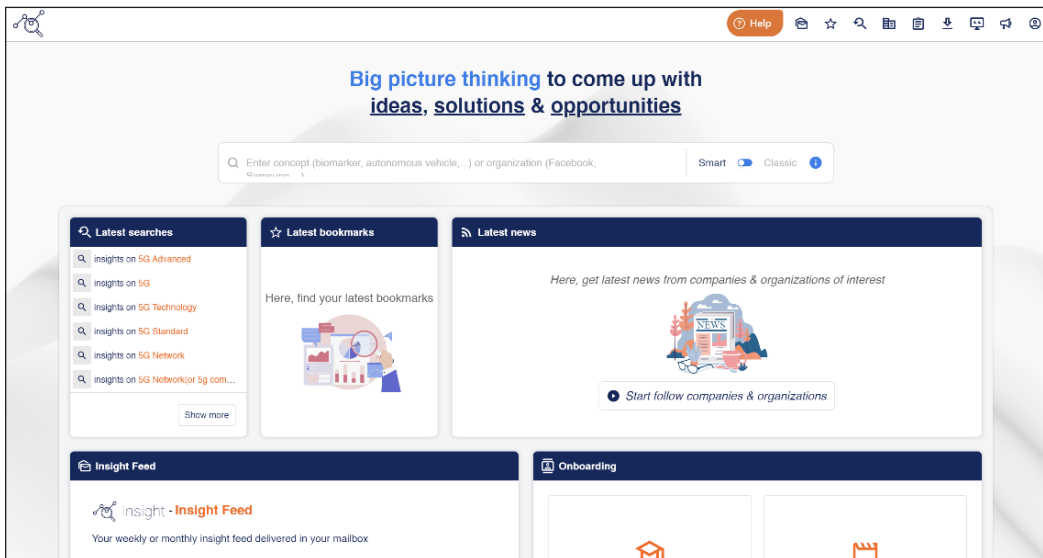 Help
Big picture thinking to come up with
ideas, solutions & opportunities
Enter concept (biomarker, autonomous vehicle,...) or organization (Facebook,
Samsung,...)
Smart
Classic
Latest searches
insights on 5G Advanced
insights on 5G
insights on 5G Technology
insights on 5G Standard
insights on 5G Network
insights on 5G Network(or 5g com...
Show more
Latest bookmarks
Here, find your latest bookmarks
Latest news
Here, get latest news from companies & organizations of interest
NEWS
Start follow companies & organizations
Insight Feed
Insight - Insight Feed
Your weekly or monthly insight feed delivered in your mailbox
Onboarding